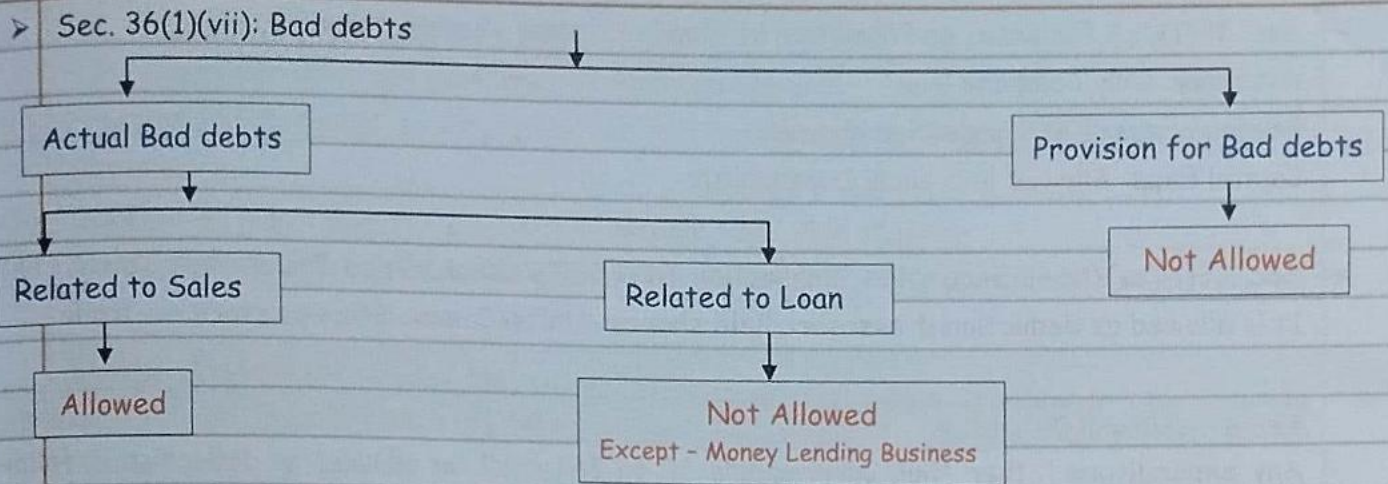 ➤ Sec. 36(1)(vii): Bad debts
Actual Bad debts
Provision for Bad debts
Related to Sales
Related to Loan
Not Allowed
Allowed
Not Allowed
Except - Money Lending Business